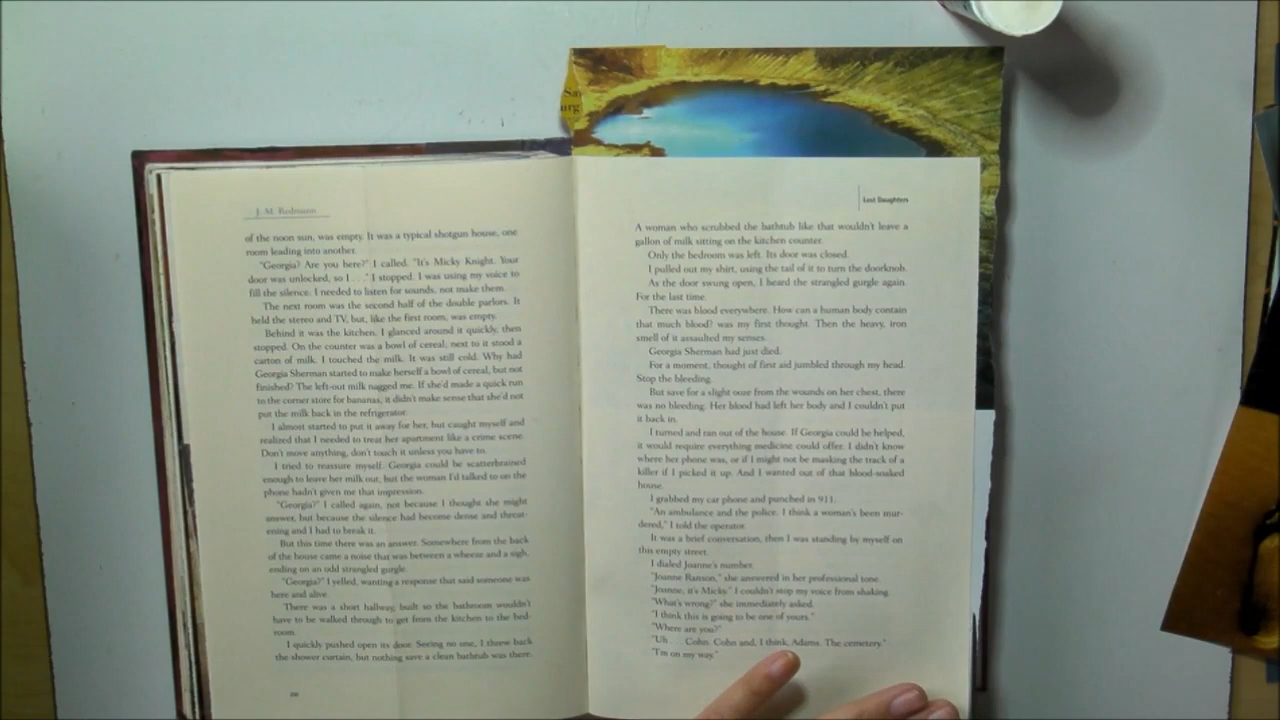 Sa
urg
J. M. Redmann
of the noon sun, was empty. It was a typical shotgun house, one
room leading into another.
"Georgia? Are you here?" I called. "It's Micky Knight. Your
door was unlocked, so I . . ." I stopped. I was using my voice to
fill the silence. I needed to listen for sounds, not make them.
The next room was the second half of the double parlors. It
held the stereo and TV, but, like the first room, was empty.
Behind it was the kitchen. I glanced around it quickly, then
stopped. On the counter was a bowl of cereal; next to it stood a
carton of milk. I touched the milk. It was still cold. Why had
Georgia Sherman started to make herself a bowl of cereal, but not
finished? The left-out milk nagged me. If she'd made a quick run
to the corner store for bananas, it didn't make sense that she'd not
put the milk back in the refrigerator.
I almost started to put it away for her, but caught myself and
realized that I needed to treat her apartment like a crime scene.
Don't move anything, don't touch it unless you have to.
I tried to reassure myself. Georgia could be scatterbrained
enough to leave her milk out, but the woman I'd talked to on the
phone hadn't given me that impression.
"Georgia?" I called again, not because I thought she might
answer, but because the silence had become dense and threat-
ening and I had to break it.
But this time there was an answer. Somewhere from the back
of the house came a noise that was between a wheeze and a sigh,
ending on an odd strangled gurgle.
"Georgia?" I yelled, wanting a response that said someone was
here and alive.
There was a short hallway, built so the bathroom wouldn't
have to be walked through to get from the kitchen to the bed-
room.
I quickly pushed open its door. Seeing no one, I threw back
the shower curtain, but nothing save a clean bathtub was there.
Lost Daughters
A woman who scrubbed the bathtub like that wouldn't leave a
gallon of milk sitting on the kitchen counter.
Only the bedroom was left. Its door was closed.
I pulled out my shirt, using the tail of it to turn the doorknob.
As the door swung open, I heard the strangled gurgle again.
For the last time.
There was blood everywhere. How can a human body contain
that much blood? was my first thought. Then the heavy, iron
smell of it assaulted my senses.
Georgia Sherman had just died.
For a moment, thought of first aid jumbled through my head.
Stop the bleeding.
But save for a slight ooze from the wounds on her chest, there
was no bleeding. Her blood had left her body and I couldn't put
it back in.
I turned and ran out of the house. If Georgia could be helped,
it would require everything medicine could offer. I didn't know
where her phone was, or if I might not be masking the track of a
killer if I picked it up. And I wanted out of that blood-soaked
house.
I grabbed my car phone and punched in 911.
"An ambulance and the police. I think a woman's been mur-
dered," I told the operator.
It was a brief conversation, then I was standing by myself on
this empty street.
I dialed Joanne's number.
"Joanne Ranson," she answered in her professional tone.
"Joanne, it's Micky." I couldn't stop my voice from shaking.
"What's wrong?" she immediately asked.
"I think this is going to be one of yours."
"Where are you?"
"Uh . . . Cohn. Cohn and, I think, Adams. The cemetery."
"I'm on my way."